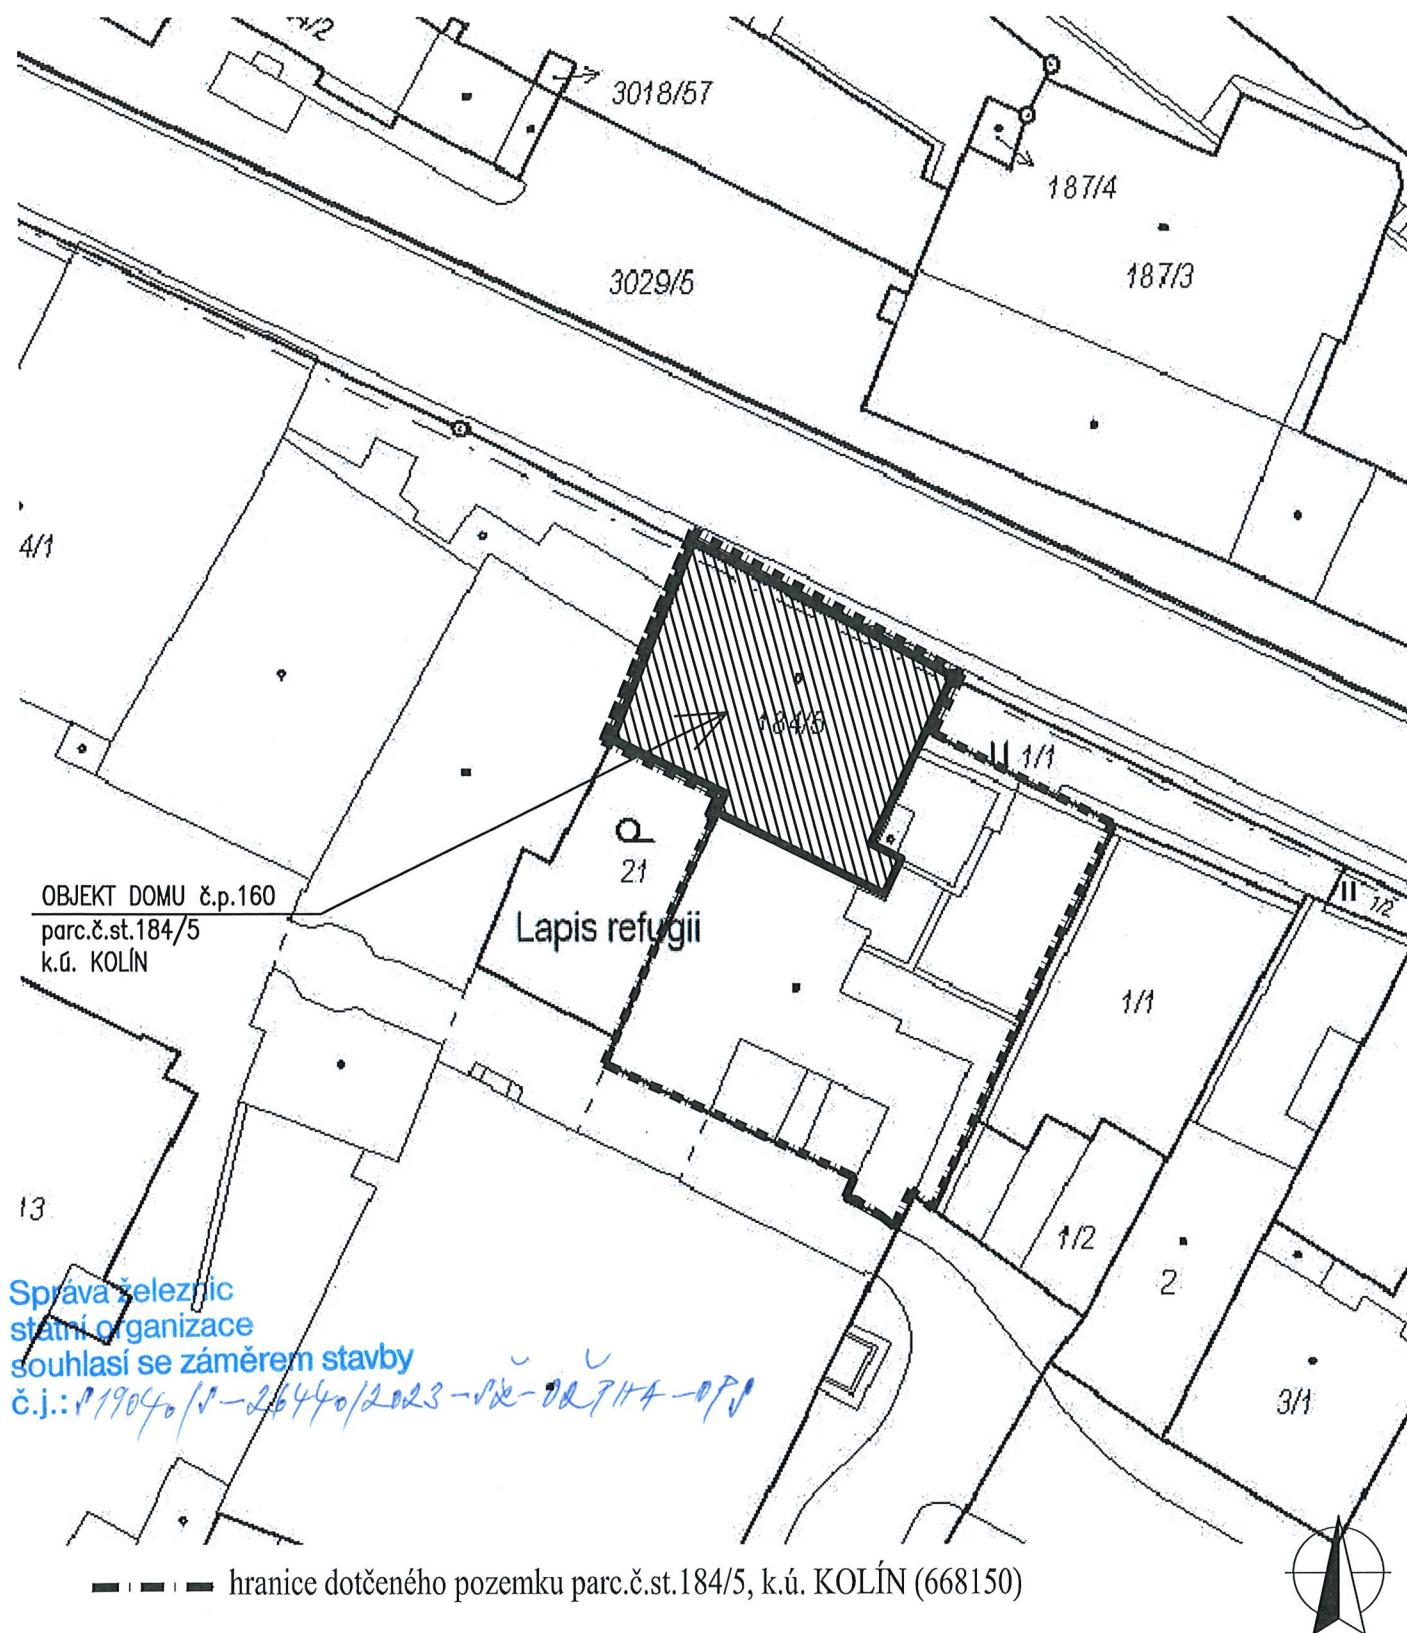 3018/57
187/4
3029/5
187/3
4/1
184/5
1/1
21
Lapis refugii
OBJEKT DOMU č.p.160
parc.č.st.184/5
k.ú. KOLÍN
1/2
1/1
13
1/2
2
3/1
Správa železnic
státní organizace
souhlasí se záměrem stavby
č.j.:
hranice dotčeného pozemku parc.č.st.184/5, k.ú. KOLÍN (668150)